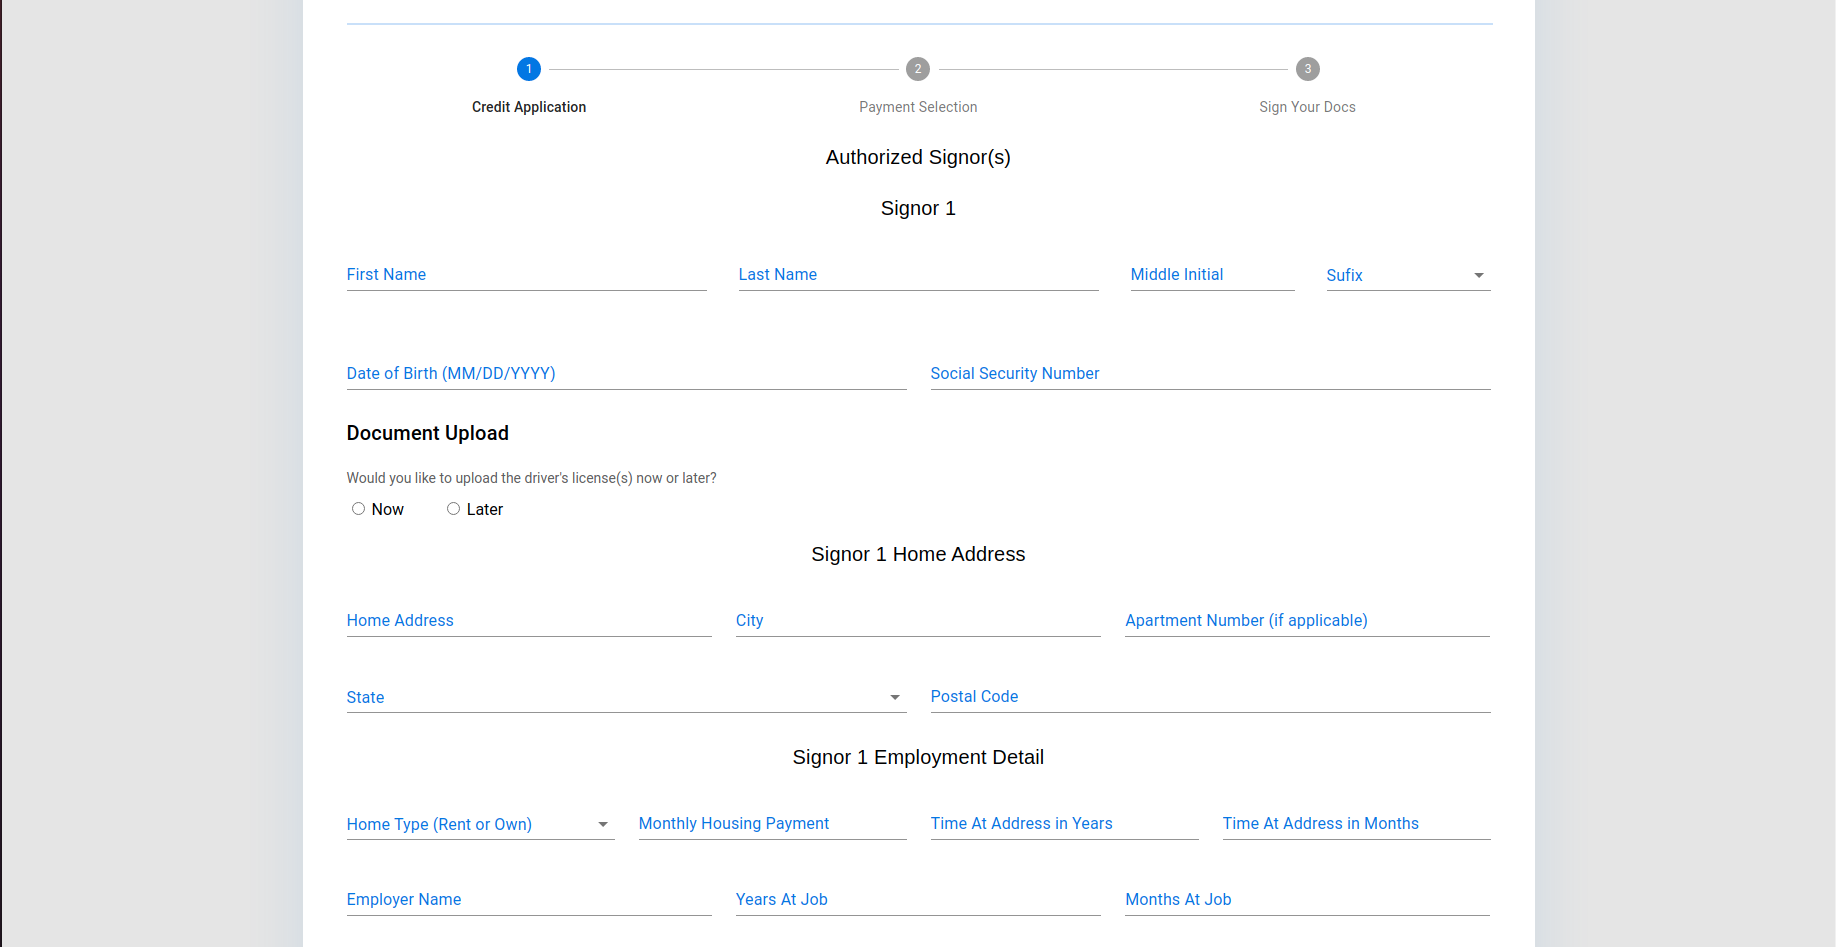 1 2 3
Credit Application Payment Selection Sign Your Docs
Authorized Signor(s)
Signor 1
First Name Last Name Middle Initial Sufix
Date of Birth (MM/DD/YYYY) Social Security Number
Document Upload
Would you like to upload the driver's license(s) now or later?
Now Later
Signor 1 Home Address
Home Address City Apartment Number (if applicable)
State Postal Code
Signor 1 Employment Detail
Home Type (Rent or Own) Monthly Housing Payment Time At Address in Years Time At Address in Months
Employer Name Years At Job Months At Job